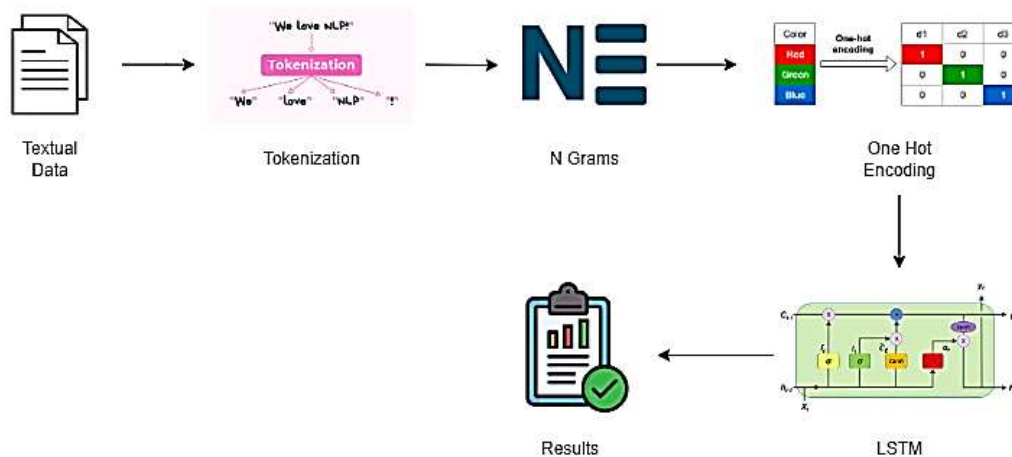 "We love NLP!"
Tokenization
"We" "love" "NLP" "!"
Color
Red
Green
Blue
One-hot
encoding
d1 d2 d3
1 0 0
0 1 0
0 0 1
Textual
Data
Tokenization
NE
N Grams
One Hot
Encoding
Results
LSTM